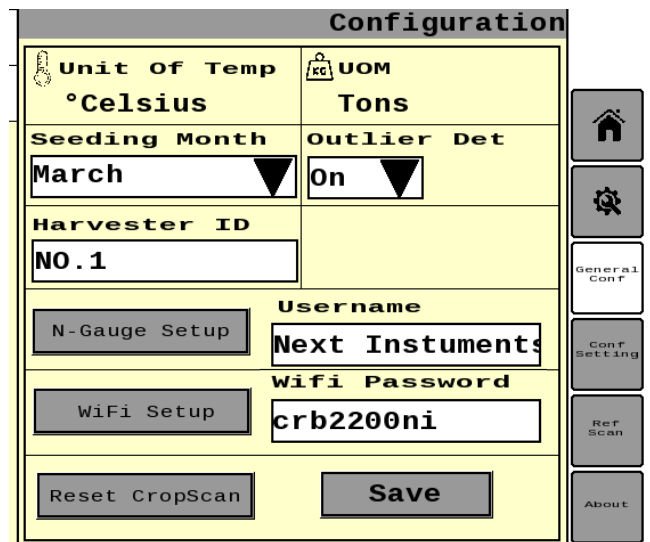 Configuration
Unit Of Temp
KG UOM
°Celsius
Tons
Seeding Month
Outlier Det
March
On
Harvester ID
NO.1
Username
N-Gauge Setup
Next Instuments
Wifi Password
WiFi Setup
crb2200ni
Reset CropScan
Save
General
Conf
Conf
Setting
Ref
Scan
About